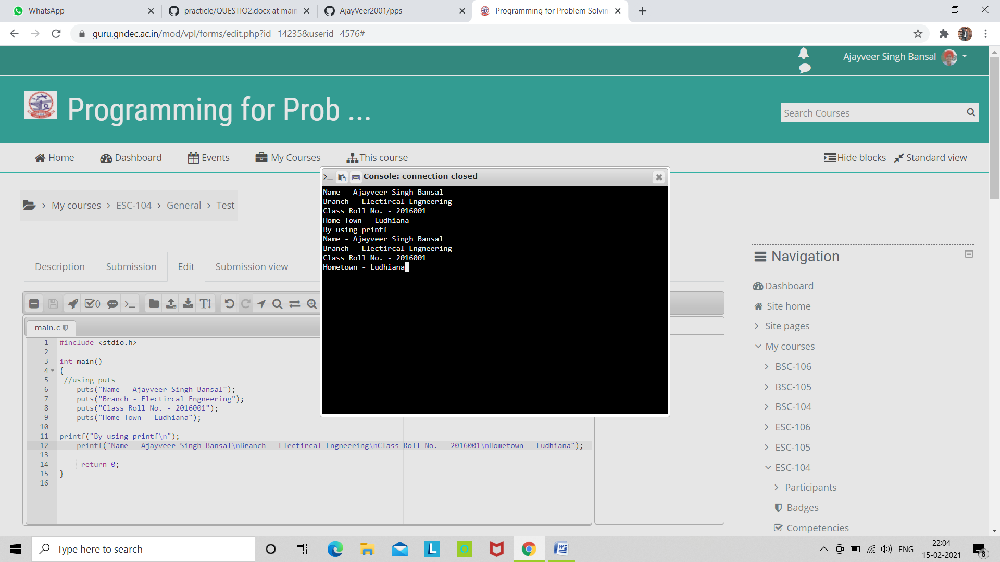 WhatsApp
practicle/QUESTIO2.docx at main
AjayVeer2001/pps
Programming for Problem Solvin
guru.gndec.ac.in/mod/vpl/forms/edit.php?id=14235&userid=4576#
Ajayveer Singh Bansal
Programming for Prob ...
Search Courses
Home
Dashboard
Events
My Courses
This course
Hide blocks
Standard view
My courses > ESC-104 > General > Test
Console: connection closed
Name - Ajayveer Singh Bansal
Branch - Electircal Engneering
Class Roll No. - 2016001
Home Town - Ludhiana
By using printf
Name - Ajayveer Singh Bansal
Branch - Electircal Engneering
Class Roll No. - 2016001
Hometown - Ludhiana
Description
Submission
Edit
Submission view
0
main.c
1 #include <stdio.h>
2
3 int main()
4 {
5 //using puts
6 puts("Name - Ajayveer Singh Bansal");
7 puts("Branch - Electircal Engneering");
8 puts("Class Roll No. - 2016001");
9 puts("Home Town - Ludhiana");
10
11 printf("By using printf\n");
12 printf("Name - Ajayveer Singh Bansal\nBranch - Electircal Engneering\nClass Roll No. - 2016001\nHometown - Ludhiana");
13
14 return 0;
15 }
16
Navigation
Dashboard
Site home
Site pages
My courses
BSC-106
BSC-105
BSC-104
ESC-106
ESC-105
ESC-104
Participants
Badges
Competencies
Type here to search
L
ENG
22:04
15-02-2021
8